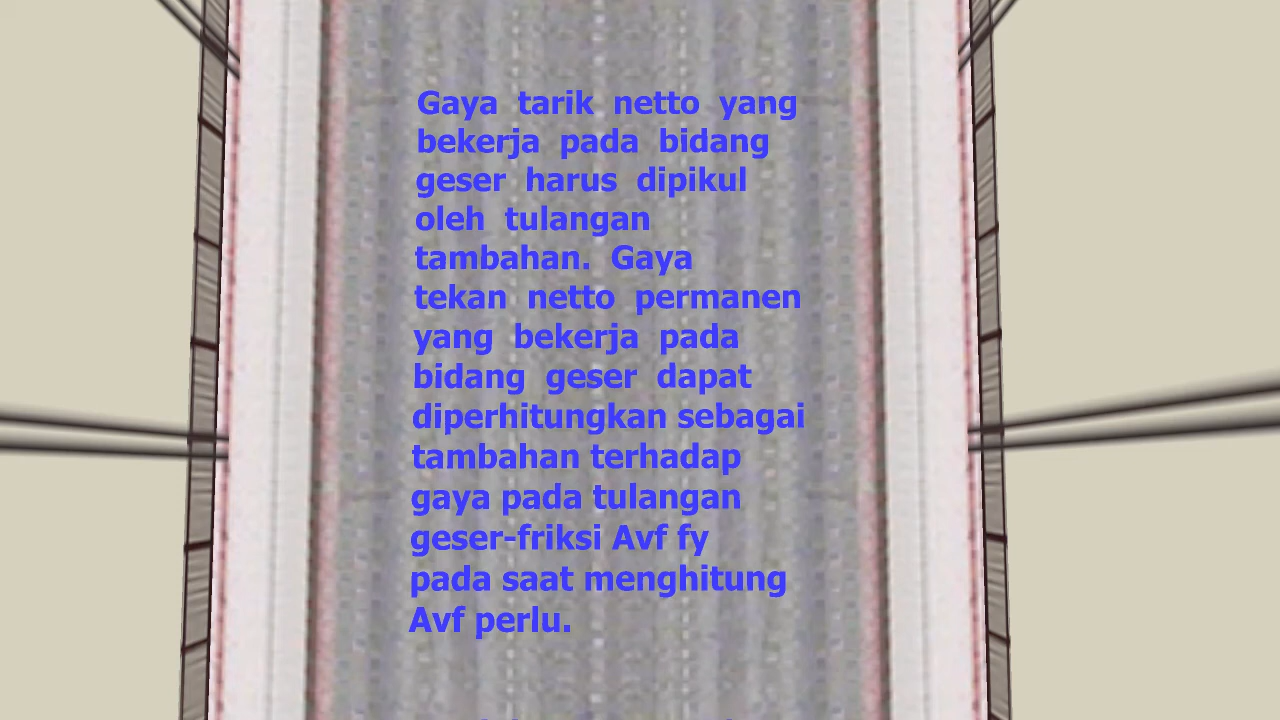 Gaya tarik netto yang
bekerja pada bidang
geser harus dipikul
oleh tulangan
tambahan. Gaya
tekan netto permanen
yang bekerja pada
bidang geser dapat
diperhitungkan sebagai
tambahan terhadap
gaya pada tulangan
geser-friksi Avf fy
pada saat menghitung
Avf perlu.